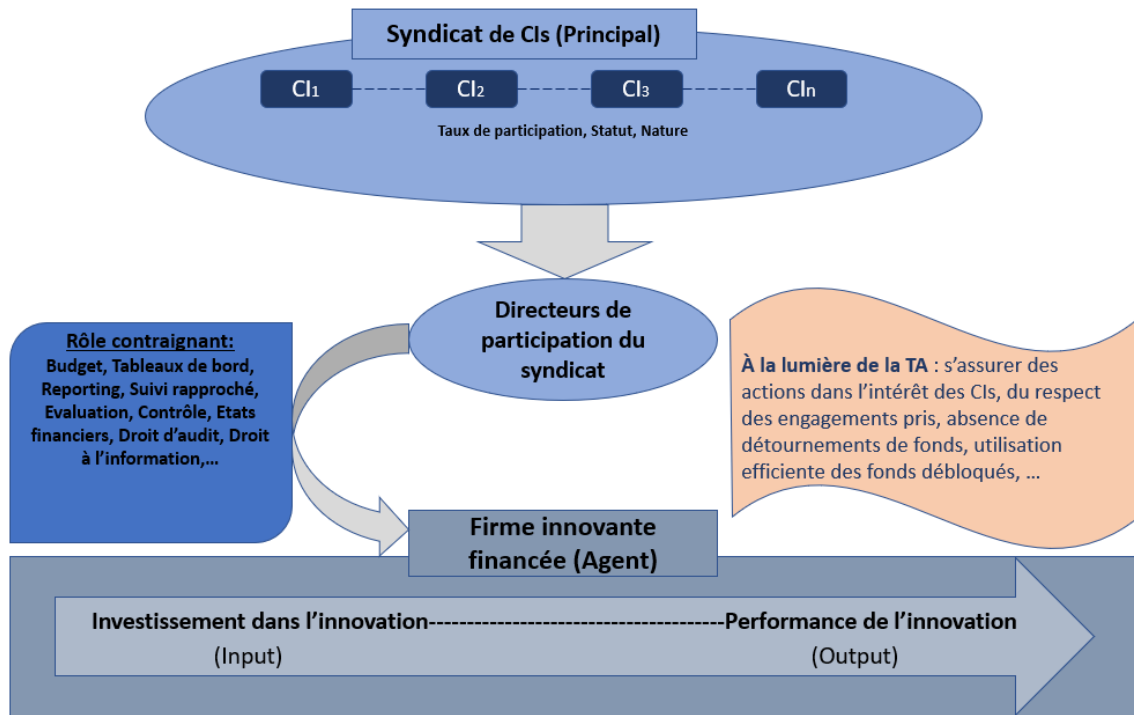 Syndicat de CIs (Principal)
CI1 CI2 CI3 CIn
Taux de participation, Statut, Nature
Directeurs de
participation du
syndicat
Rôle contraignant:
Budget, Tableaux de bord,
Reporting, Suivi rapproché,
Evaluation, Contrôle, Etats
financiers, Droit d’audit, Droit
à l’information,…
À la lumière de la TA : s’assurer des
actions dans l’intérêt des CIs, du respect
des engagements pris, absence de
détournements de fonds, utilisation
efficiente des fonds débloqués, …
Firme innovante
financée (Agent)
Investissement dans l’innovation---------------------------------------Performance de l’innovation
(Input) (Output)